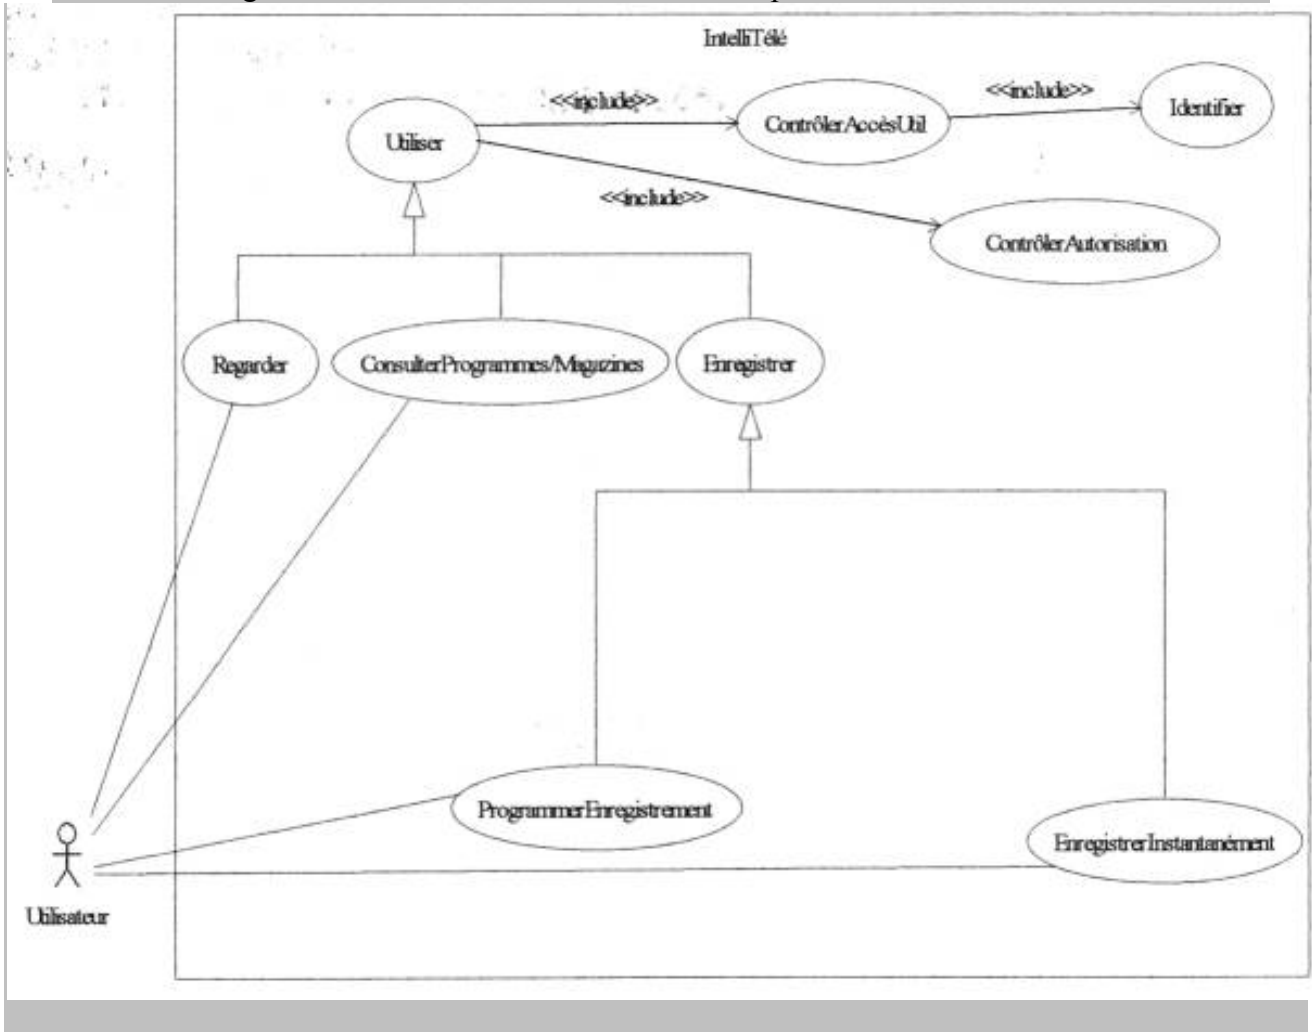 IntelliTélé
<<include>>
<<include>>
Identifier
ContrôlerAccèsUtil
Utiliser
<<include>>
ContrôlerAutorisation
Regarder
ConsulterProgrammes/Magazines
Enregistrer
ProgrammerEnregistrement
EnregistrerInstantanément
Utilisateur